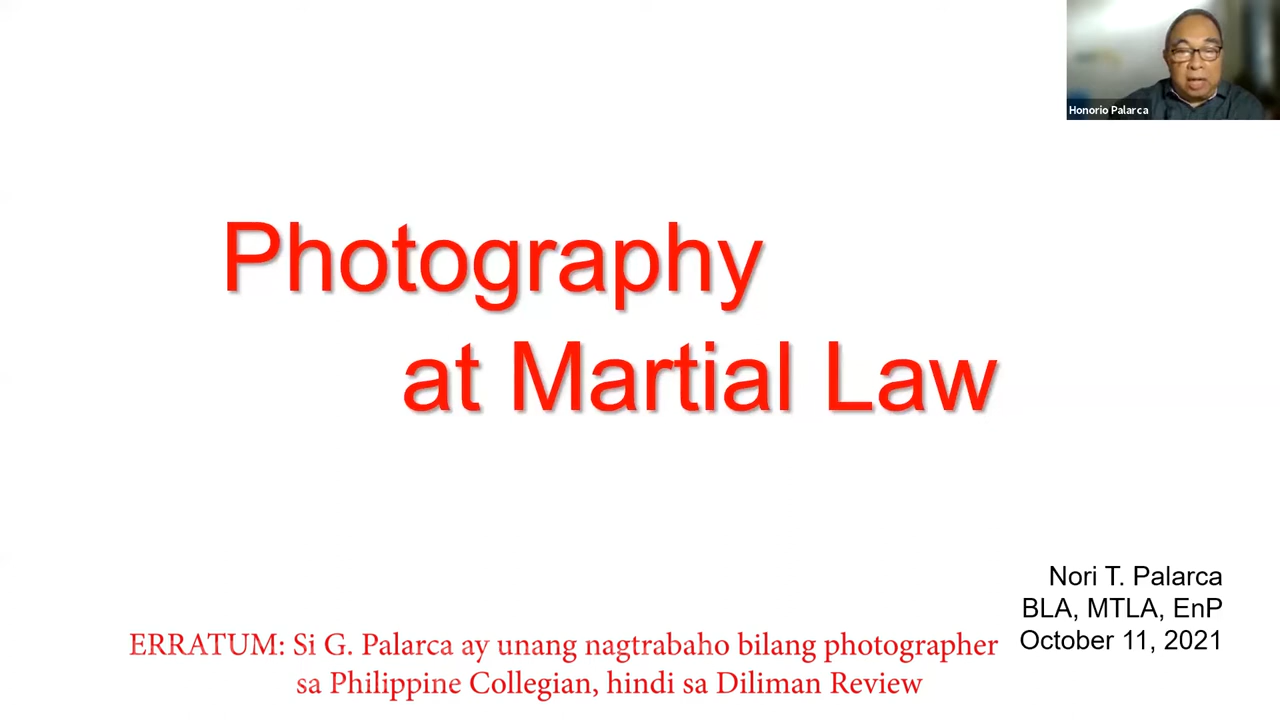 Honorio Palarca
Photography
at Martial Law
Nori T. Palarca
BLA, MTLA, EnP
October 11, 2021
ERRATUM: Si G. Palarca ay unang nagtrabaho bilang photographer
sa Philippine Collegian, hindi sa Diliman Review